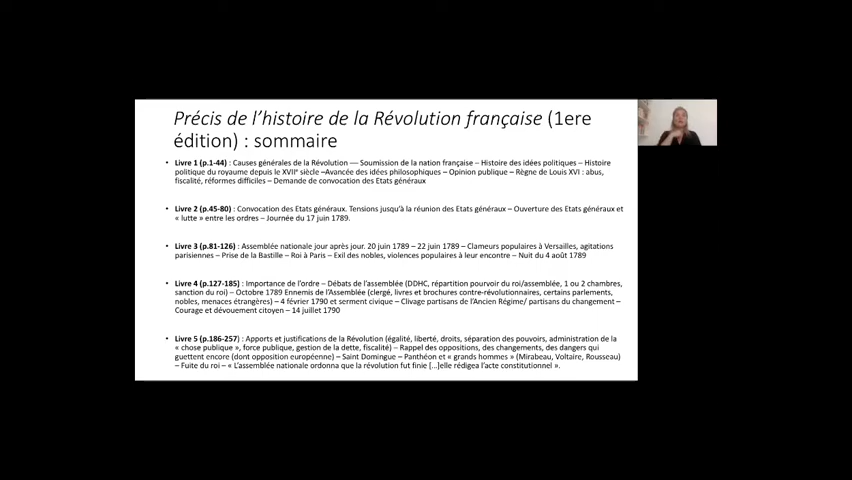 Précis de l'histoire de la Révolution française (1ere
édition) : sommaire
• Livre 1 (p.1-44) : Causes générales de la Révolution –– Soumission de la nation française – Histoire des idées politiques – Histoire
politique du royaume depuis le XVIIe siècle –Avancée des idées philosophiques – Opinion publique – Règne de Louis XVI : abus,
fiscalité, réformes difficiles – Demande de convocation des Etats généraux
• Livre 2 (p.45-80) : Convocation des Etats généraux. Tensions jusqu'à la réunion des Etats généraux – Ouverture des Etats généraux et
« lutte » entre les ordres – Journée du 17 juin 1789.
• Livre 3 (p.81-126) : Assemblée nationale jour après jour. 20 juin 1789 – 22 juin 1789 – Clameurs populaires à Versailles, agitations
parisiennes – Prise de la Bastille – Roi à Paris – Exil des nobles, violences populaires à leur encontre – Nuit du 4 août 1789
• Livre 4 (p.127-185) : Importance de l'ordre – Débats de l'assemblée (DDHC, répartition pourvoir du roi/assemblée, 1 ou 2 chambres,
sanction du roi) – Octobre 1789 Ennemis de l'Assemblée (clergé, livres et brochures contre-révolutionnaires, certains parlements,
nobles, menaces étrangères) – 4 février 1790 et serment civique – Clivage partisans de l'Ancien Régime/ partisans du changement –
Courage et dévouement citoyen – 14 juillet 1790
• Livre 5 (p.186-257) : Apports et justifications de la Révolution (égalité, liberté, droits, séparation des pouvoirs, administration de la
« chose publique », force publique, gestion de la dette, fiscalité) – Rappel des oppositions, des changements, des dangers qui
guettent encore (dont opposition européenne) – Saint Domingue – Panthéon et « grands hommes » (Mirabeau, Voltaire, Rousseau)
– Fuite du roi – « L'assemblée nationale ordonna que la révolution fut finie [...]elle rédigea l'acte constitutionnel ».